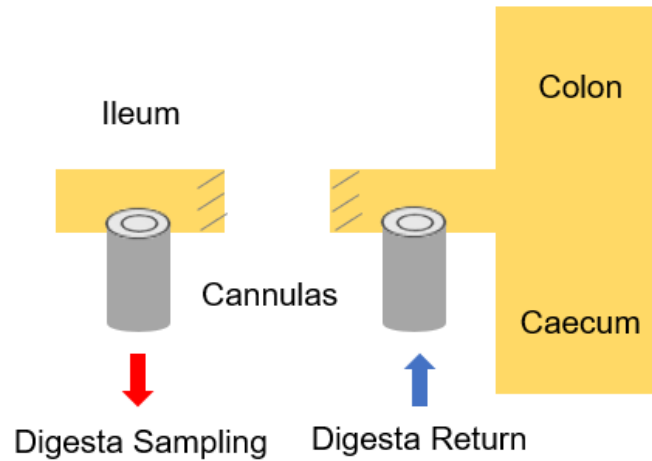 Colon
Ileum
Cannulas
Caecum
Digesta Sampling
Digesta Return